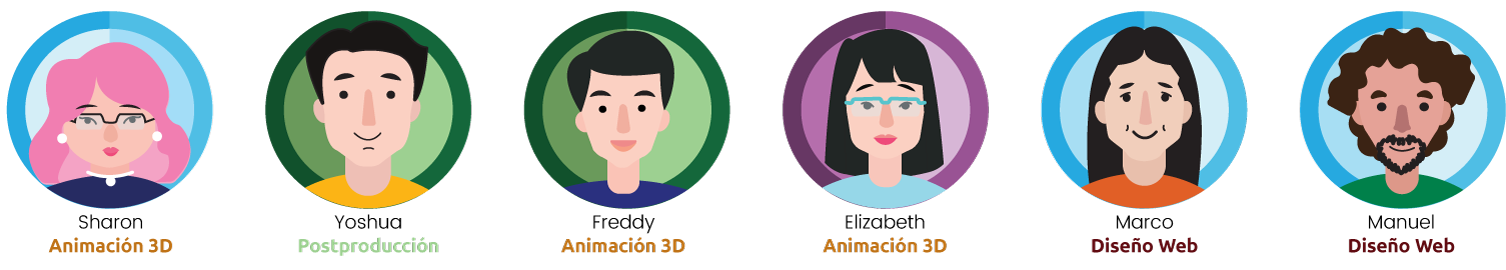 Sharon
Animación 3D
Yoshua
Postproducción
Freddy
Animación 3D
Elizabeth
Animación 3D
Marco
Diseño Web
Manuel
Diseño Web